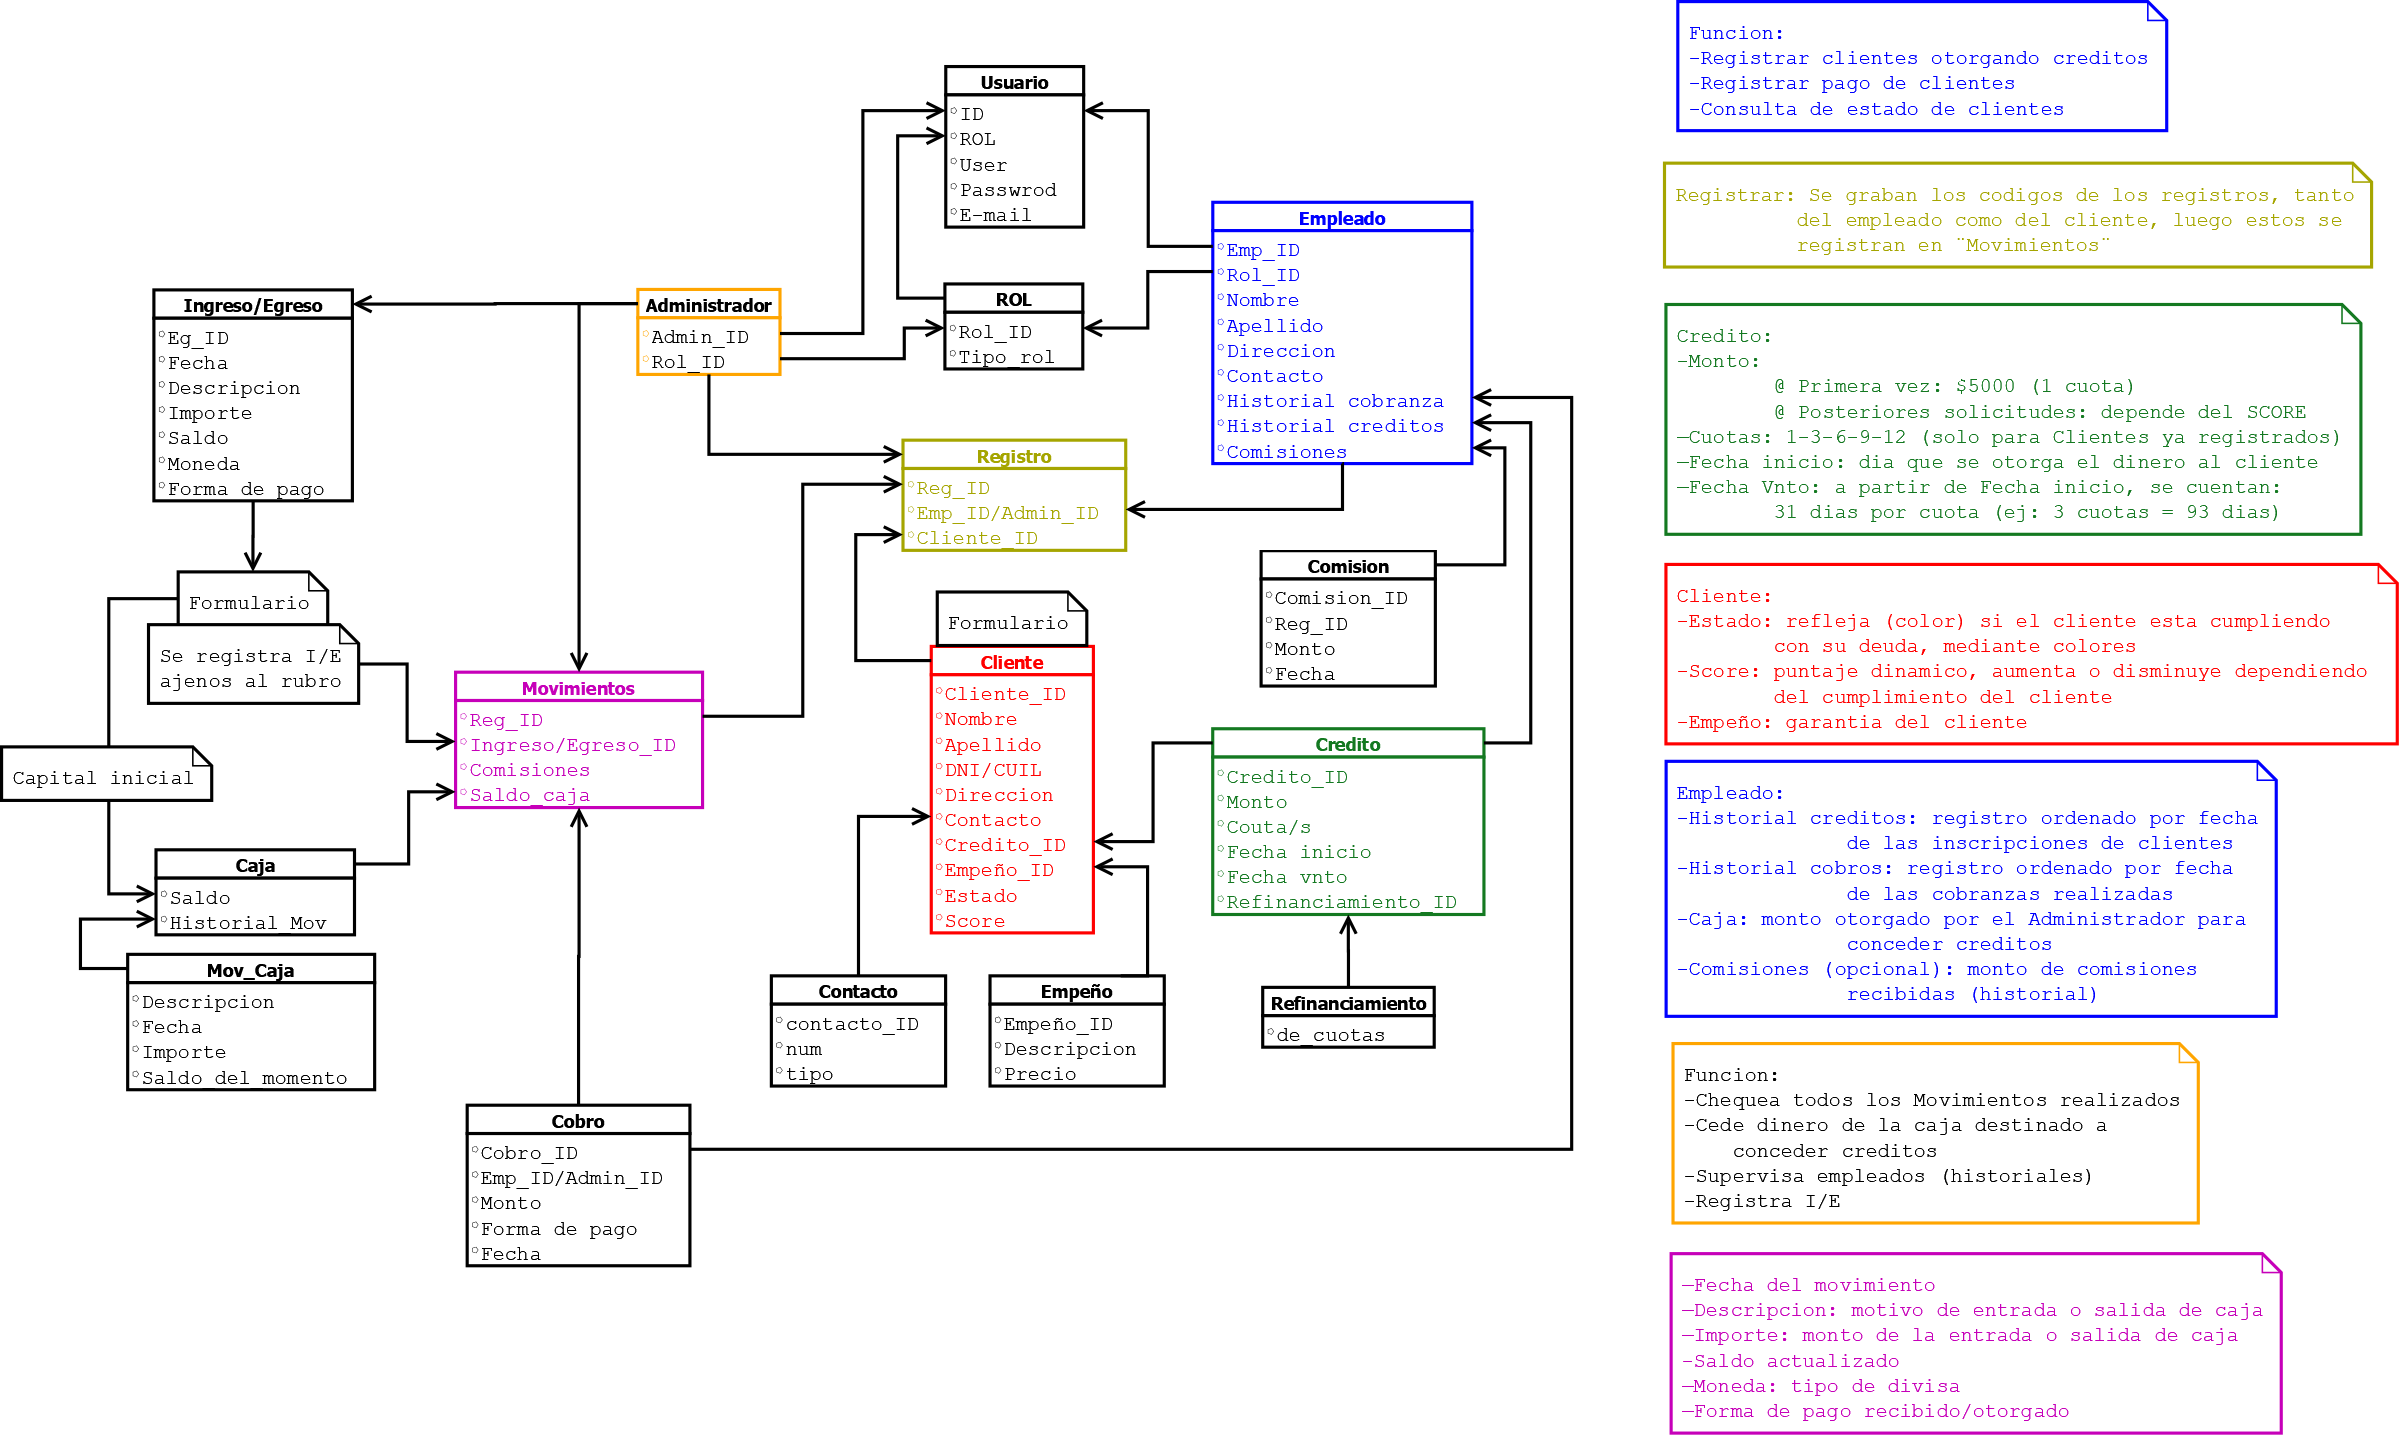 Usuario
ID
ROL
User
Passwrod
E-mail
Empleado
Emp_ID
Rol_ID
Nombre
Apellido
Direccion
Contacto
Historial cobranza
Historial creditos
Comisiones
Ingreso/Egreso
Eg_ID
Fecha
Descripcion
Importe
Saldo
Moneda
Forma de pago
Administrador
Admin_ID
Rol_ID
ROL
Rol_ID
Tipo_rol
Registro
Reg_ID
Emp_ID/Admin_ID
Cliente_ID
Comision
Comision_ID
Reg_ID
Monto
Fecha
Formulario
Se registra I/E
ajenos al rubro
Formulario
Cliente
Cliente_ID
Nombre
Apellido
DNI/CUIL
Direccion
Contacto
Credito_ID
Empeño_ID
Estado
Score
Movimientos
Reg_ID
Ingreso/Egreso_ID
Comisiones
Saldo_caja
Capital inicial
Credito
Credito_ID
Monto
Couta/s
Fecha inicio
Fecha vnto
Refinanciamiento_ID
Caja
Saldo
Historial_Mov
Mov_Caja
Descripcion
Fecha
Importe
Saldo_del_momento
Contacto
contacto_ID
num
tipo
Empeño
Empeño_ID
Descripcion
Precio
Refinanciamiento
de_cuotas
Cobro
Cobro_ID
Emp_ID/Admin_ID
Monto
Forma de pago
Fecha
Funcion:
-Registrar clientes otorgando creditos
-Registrar pago de clientes
-Consulta de estado de clientes
Registrar: Se graban los codigos de los registros, tanto
del empleado como del cliente, luego estos se
registran en ¨Movimientos¨
Credito:
-Monto:
@ Primera vez: $5000 (1 cuota)
@ Posteriores solicitudes: depende del SCORE
-Cuotas: 1-3-6-9-12 (solo para Clientes ya registrados)
-Fecha inicio: dia que se otorga el dinero al cliente
-Fecha Vnto: a partir de Fecha inicio, se cuentan:
31 dias por cuota (ej: 3 cuotas = 93 dias)
Cliente:
-Estado: refleja (color) si el cliente esta cumpliendo
con su deuda, mediante colores
-Score: puntaje dinamico, aumenta o disminuye dependiendo
del cumplimiento del cliente
-Empeño: garantia del cliente
Empleado:
-Historial creditos: registro ordenado por fecha
de las inscripciones de clientes
-Historial cobros: registro ordenado por fecha
de las cobranzas realizadas
-Caja: monto otorgado por el Administrador para
conceder creditos
-Comisiones (opcional): monto de comisiones
recibidas (historial)
Funcion:
-Chequea todos los Movimientos realizados
-Cede dinero de la caja destinado a
conceder creditos
-Supervisa empleados (historiales)
-Registra I/E
-Fecha del movimiento
-Descripcion: motivo de entrada o salida de caja
-Importe: monto de la entrada o salida de caja
-Saldo actualizado
-Moneda: tipo de divisa
-Forma de pago recibido/otorgado